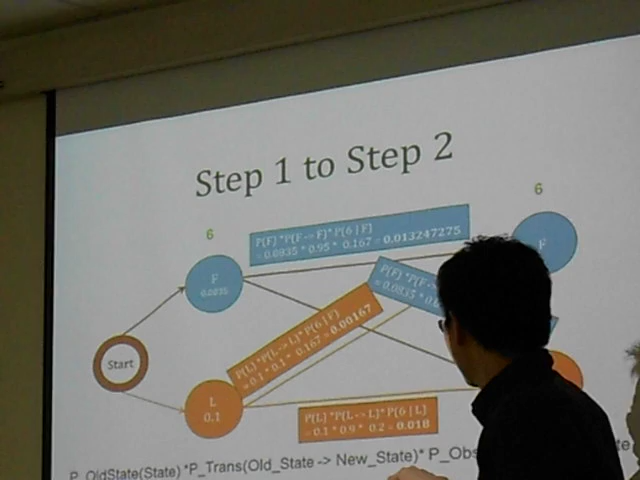 Step 1 to Step 2
6
6
P(F) *P(F -> F)* P(6 | F)
= 0.0835 * 0.95 * 0.167 = 0.013247275
F
0.0835
F
P(F) *P(F ->
= 0.0835 * 0.0
P(L) *P(L -> L)* P(6 | F)
= 0.1 * 0.1 * 0.167 = 0.00167
Start
L
0.1
P(L) *P(L -> L)* P(6 | L)
= 0.1 * 0.9 * 0.2 = 0.018
P_OldState(State) *P_Trans(Old_State -> New_State)* P_Obs